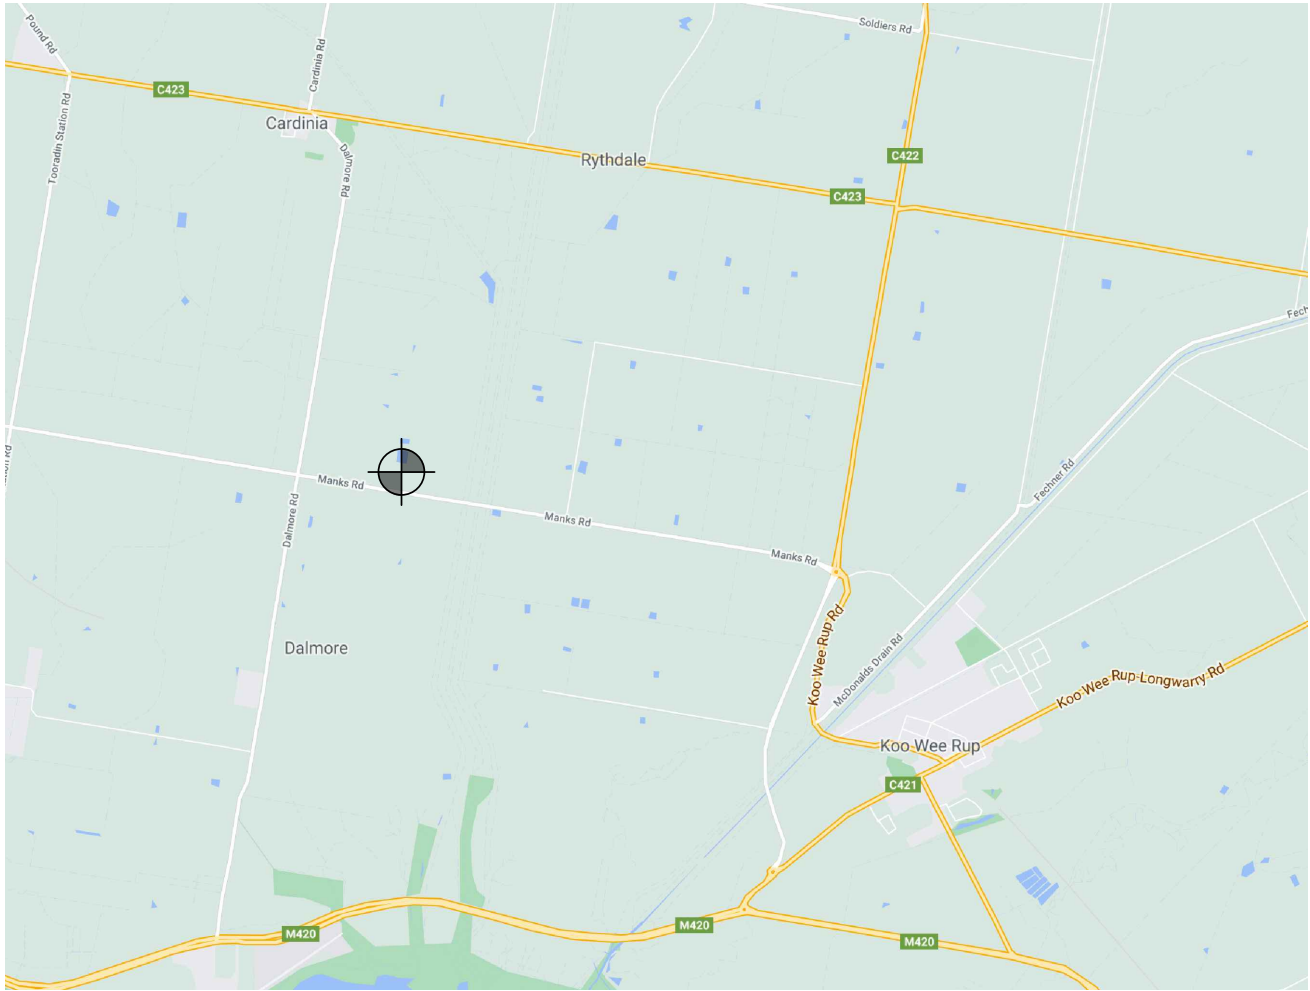 Pound Rd
Soldiers Rd
Cardinia Rd
C423
Tooradin Station Rd
Cardinia
Dalmore Rd
C422
Rythdale
C423
Manks Rd
Dalmore Rd
Manks Rd
Manks Rd
Fechner Rd
Koo Wee Rup Rd
McDonalds Drain Rd
Dalmore
Koo Wee Rup-Longwarry Rd
Koo Wee Rup
C421
M420
M420
M420